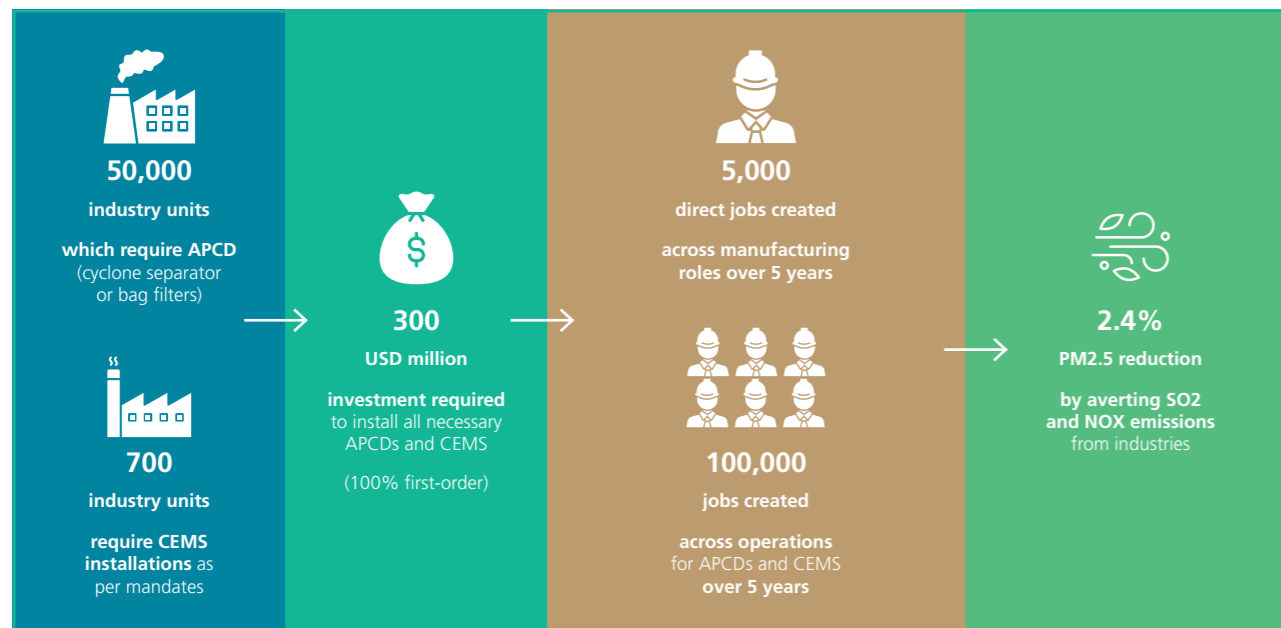 50,000
industry units
which require APCD
(cyclone separator
or bag filters)
700
industry units
require CEMS
installations as
per mandates
$
300
USD million
investment required
to install all necessary
APCDs and CEMS
(100% first-order)
5,000
direct jobs created
across manufacturing
roles over 5 years
100,000
jobs created
across operations
for APCDs and CEMS
over 5 years
2.4%
PM2.5 reduction
by averting SO2
and NOX emissions
from industries